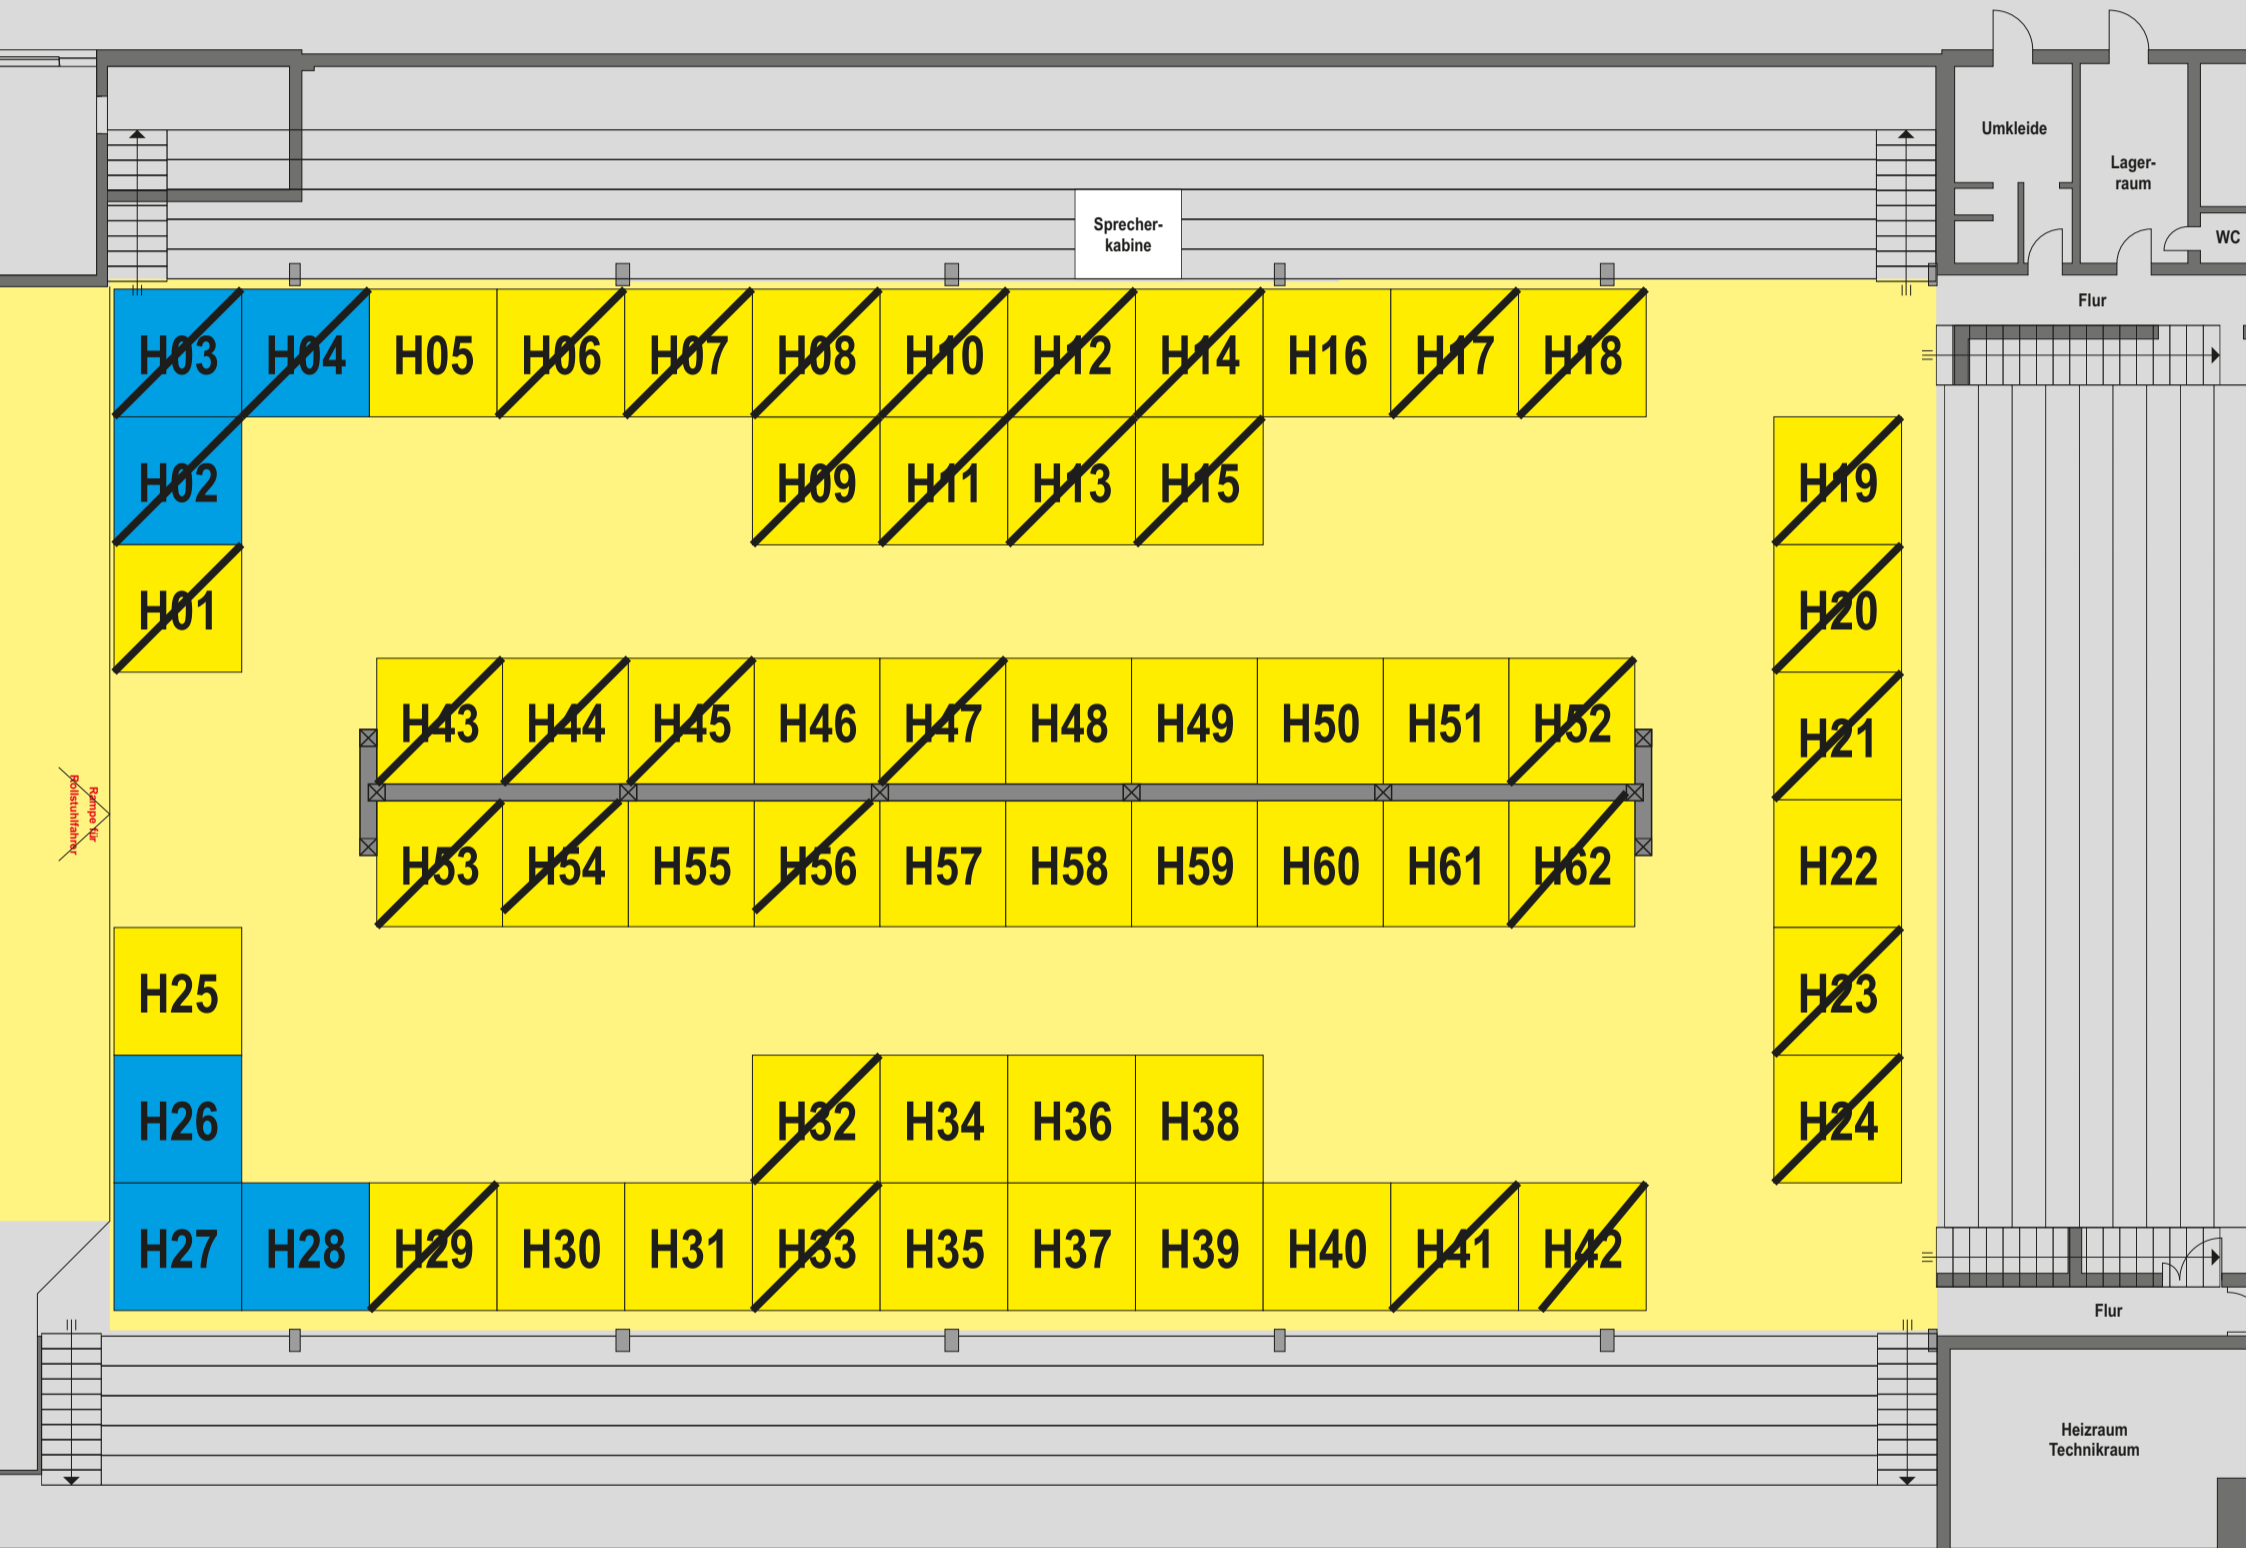 Umkleide
Lager-
raum
Sprecher-
kabine
WC
Flur
H03 H04 H05 H06 H07 H08 H10 H12 H14 H16 H17 H18
H02 H09 H11 H13 H15 H19
H01 H20
H43 H44 H45 H46 H47 H48 H49 H50 H51 H52 H21
Rampe für
Rollstuhlfahrer
H53 H54 H55 H56 H57 H58 H59 H60 H61 H62 H22
H25 H23
H26 H32 H34 H36 H38 H24
H27 H28 H29 H30 H31 H33 H35 H37 H39 H40 H41 H42
Flur
Heizraum
Technikraum